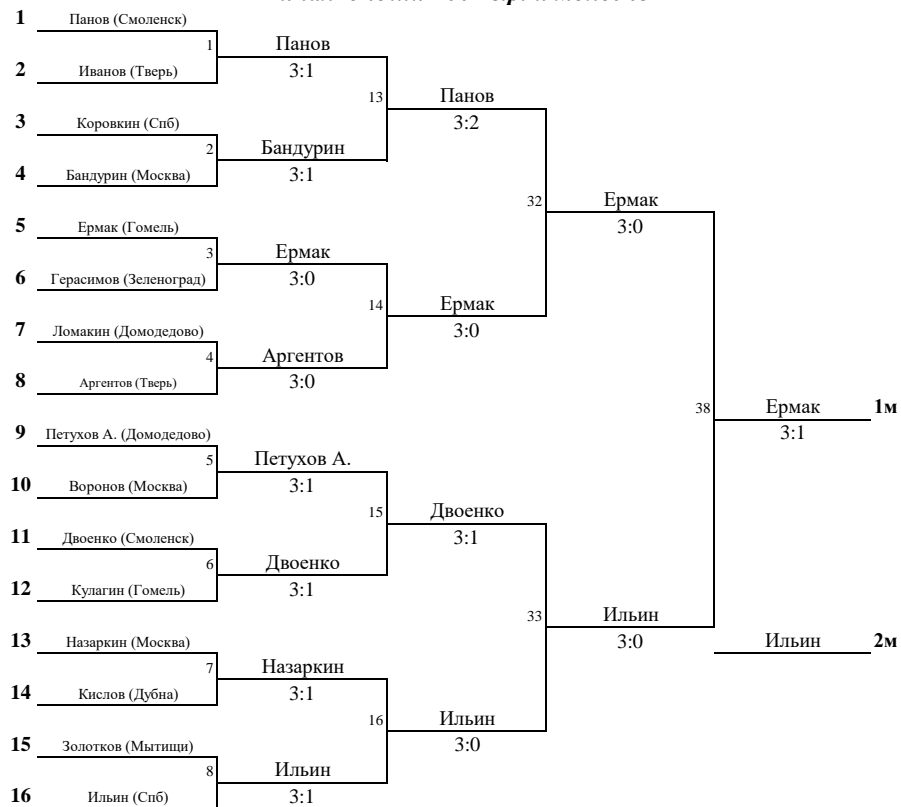 1 Панов (Смоленск)
1 Панов
2 Иванов (Тверь) 3:1
13 Панов
3 Коровкин (Спб) 3:2
2 Бандурин
4 Бандурин (Москва) 3:1
32 Ермак
5 Ермак (Гомель) 3:0
3 Ермак
6 Герасимов (Зеленоград) 3:0
14 Ермак
7 Ломакин (Домодедово) 3:0
4 Аргентов
8 Аргентов (Тверь) 3:0
38 Ермак 1м
9 Петухов А. (Домодедово) 3:1
5 Петухов А.
10 Воронов (Москва) 3:1
15 Двоенко
11 Двоенко (Смоленск) 3:1
6 Двоенко
12 Кулагин (Гомель) 3:1
33 Ильин
13 Назаркин (Москва) 3:0 Ильин 2м
7 Назаркин
14 Кислов (Дубна) 3:1
16 Ильин
15 Золотков (Мытищи) 3:0
8 Ильин
16 Ильин (Спб) 3:1